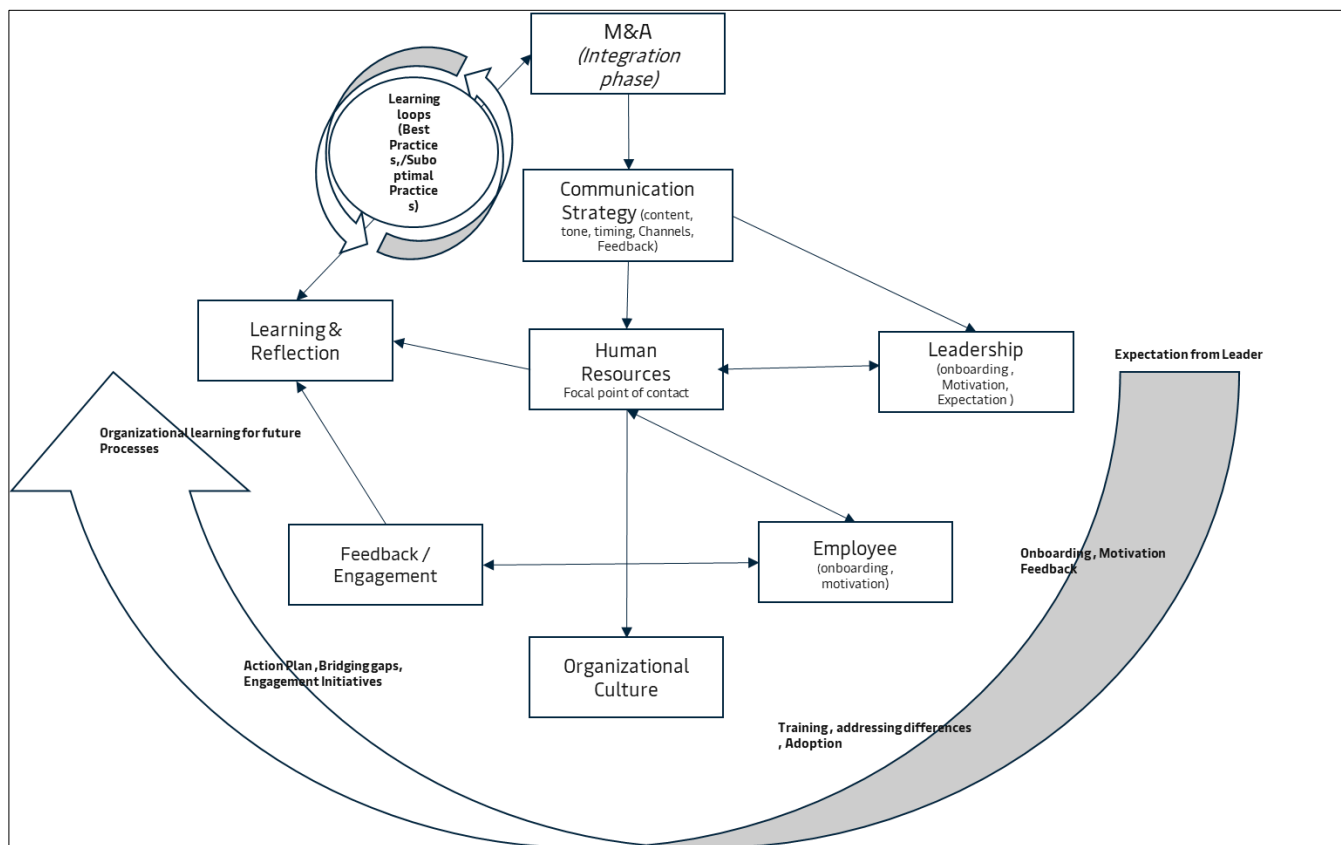 M&A
(Integration
phase)
Learning
loops
(Best
Practice
s,/Subo
ptimal
Practice
s)
Communication
Strategy (content,
tone, timing, Channels,
Feedback)
Learning &
Reflection
Human
Resources
Focal point of contact
Leadership
(onboarding ,
Motivation,
Expectation )
Expectation from Leader
Organizational learning for future
Processes
Feedback /
Engagement
Employee
(onboarding ,
motivation)
Onboarding , Motivation
Feedback
Action Plan ,Bridging gaps,
Engagement Initiatives
Organizational
Culture
Training , addressing differences
, Adoption